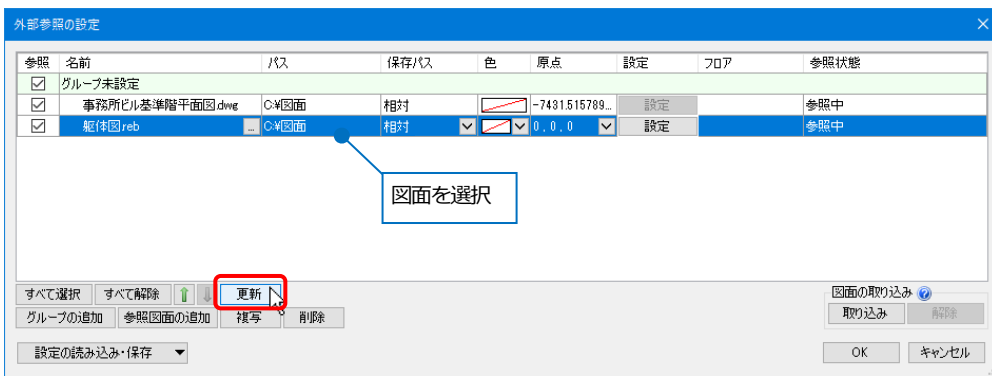 外部参照の設定
参照 名前 パス 保存パス 色 原点 設定 フロア 参照状態
グループ未設定
事務所ビル基準階平面図.dwg C:¥図面 相対 -7431.515789... 設定 参照中
躯体図.reb ... C:¥図面 相対 0, 0, 0 設定 参照中
図面を選択
すべて選択 すべて解除 更新 図面の取り込み
グループの追加 参照図面の追加 複写 削除 取り込み 解除
設定の読み込み・保存 OK キャンセル